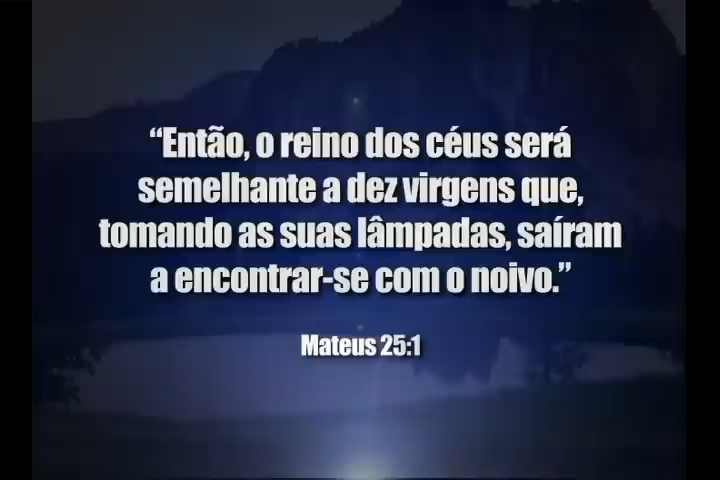 “Então, o reino dos céus será
semelhante a dez virgens que,
tomando as suas lâmpadas, saíram
a encontrar-se com o noivo.”
Mateus 25:1